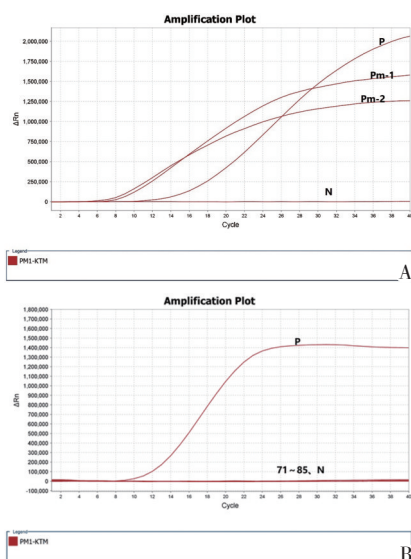 Amplification Plot
P
Pm-1
Pm-2
N
ΔRn
2,000,000
1,750,000
1,500,000
1,250,000
1,000,000
750,000
500,000
250,000
0
2 4 6 8 10 12 14 16 18 20 22 24 26 28 30 32 34 36 38 40
Cycle
Legend
PM1-KTM
A
Amplification Plot
P
71～85、N
ΔRn
1,800,000
1,700,000
1,600,000
1,500,000
1,400,000
1,300,000
1,200,000
1,100,000
1,000,000
900,000
800,000
700,000
600,000
500,000
400,000
300,000
200,000
100,000
0
-100,000
2 4 6 8 10 12 14 16 18 20 22 24 26 28 30 32 34 36 38 40
Cycle
Legend
PM1-KTM
B